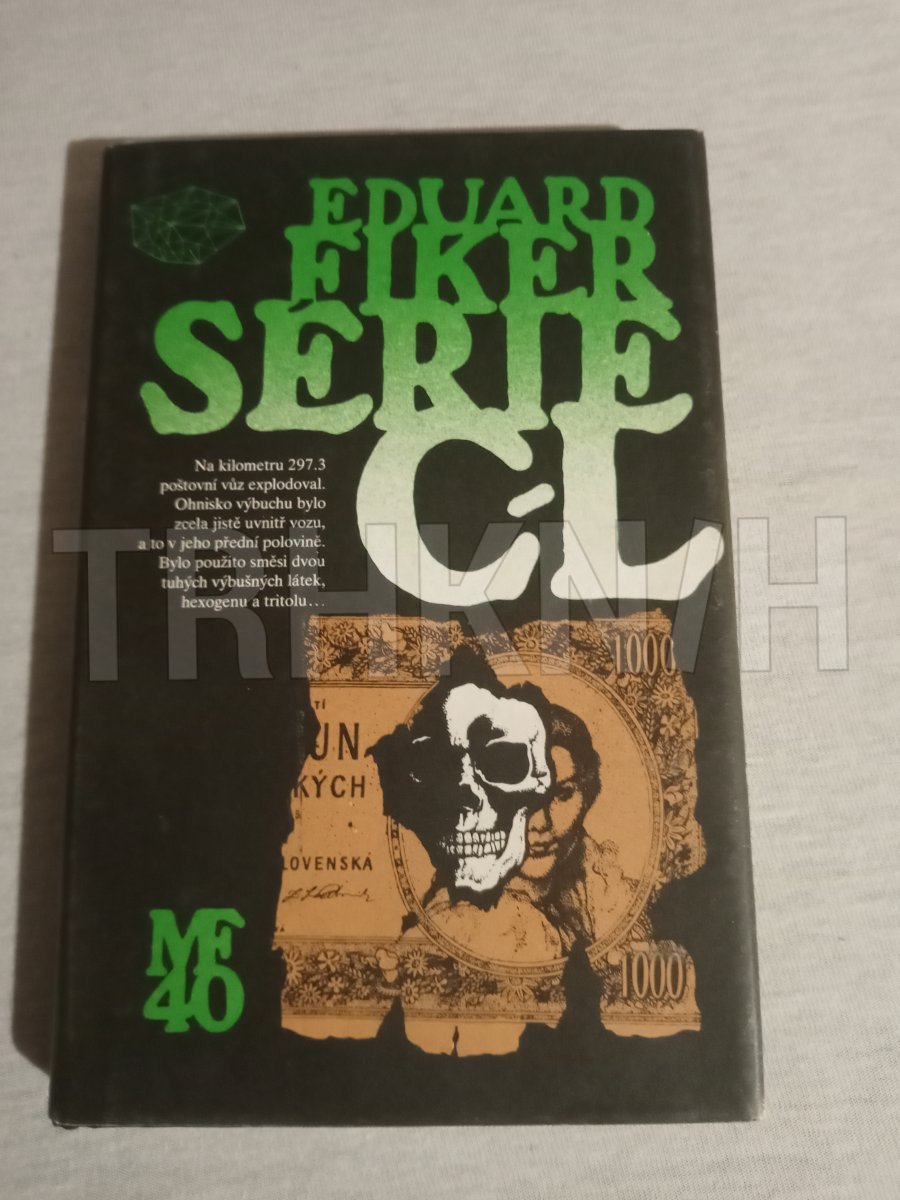 EDUARD
FIKER
SÉRIE
C-L
Na kilometru 297.3
poštovní vůz explodoval.
Ohnisko výbuchu bylo
zcela jistě uvnitř vozu,
a to v jeho přední polovině.
Bylo použito směsi dvou
tuhých výbušných látek,
hexogenu a tritolu…
TRHKNIH
1000
TÍ
UN
KÝCH
S
LOVENSKÁ
1000
MF
40